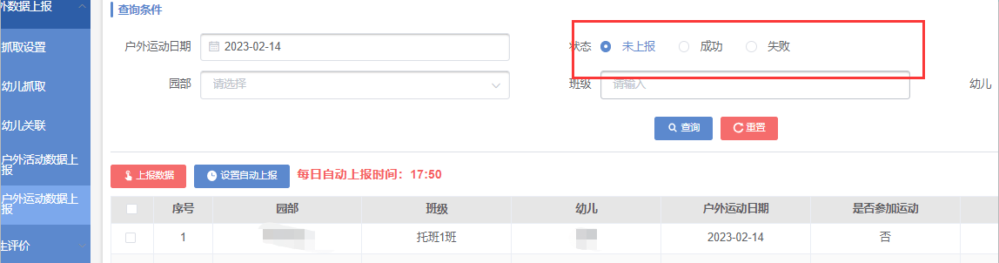 外数据上报
抓取设置
幼儿抓取
幼儿关联
户外活动数据上报
户外运动数据上报
生评价
查询条件
户外运动日期 2023-02-14 状态 未上报 成功 失败
园部 请选择 班级 请输入 幼儿
查询 重置
上报数据 设置自动上报 每日自动上报时间：17:50
序号 园部 班级 幼儿 户外运动日期 是否参加运动
1 托班1班 2023-02-14 否